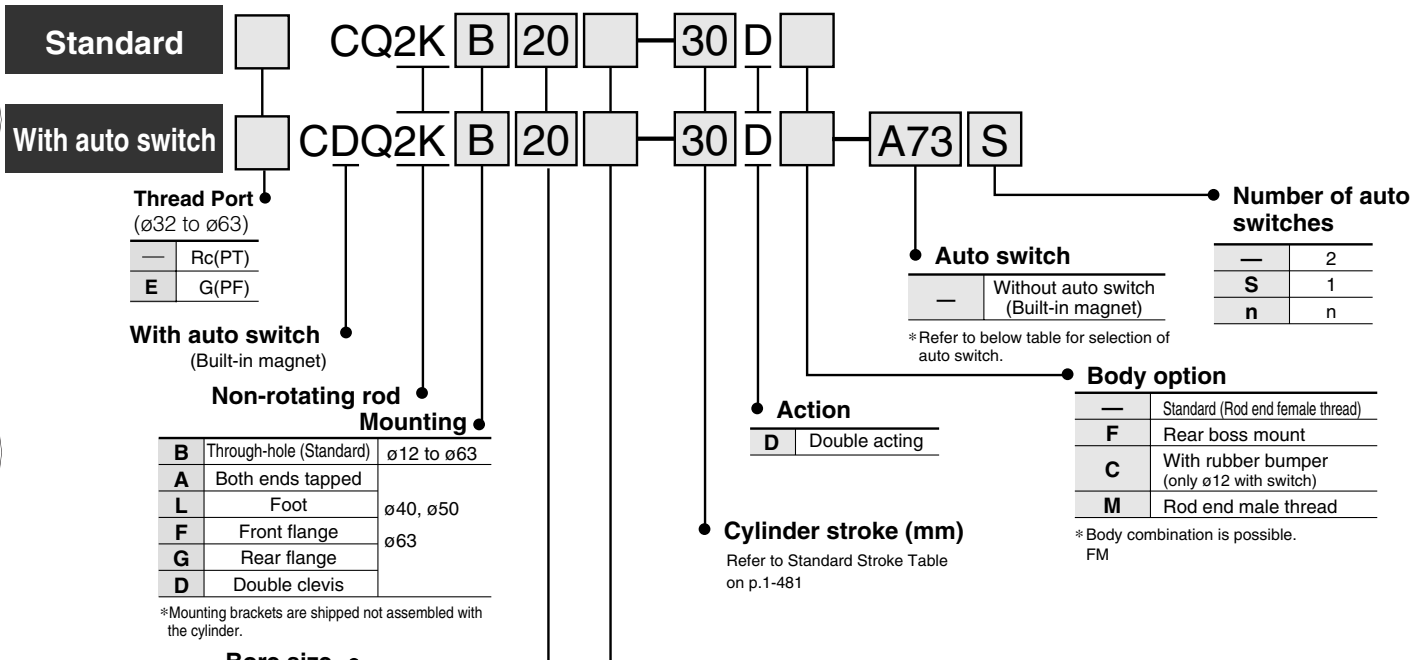 Standard CQ2K B 20 30 D
With auto switch CDQ2K B 20 30 D A73 S
Thread Port
(ø32 to ø63)
— Rc(PT)
E G(PF)
With auto switch
(Built-in magnet)
Non-rotating rod
Mounting
B Through-hole (Standard) ø12 to ø63
A Both ends tapped
L Foot ø40, ø50
F Front flange ø63
G Rear flange
D Double clevis
*Mounting brackets are shipped not assembled with
the cylinder.
Bore size
Cylinder stroke (mm)
Refer to Standard Stroke Table
on p.1-481
Action
D Double acting
Auto switch
— Without auto switch
(Built-in magnet)
*Refer to below table for selection of
auto switch.
Number of auto
switches
— 2
S 1
n n
Body option
— Standard (Rod end female thread)
F Rear boss mount
C With rubber bumper
(only ø12 with switch)
M Rod end male thread
*Body combination is possible.
FM